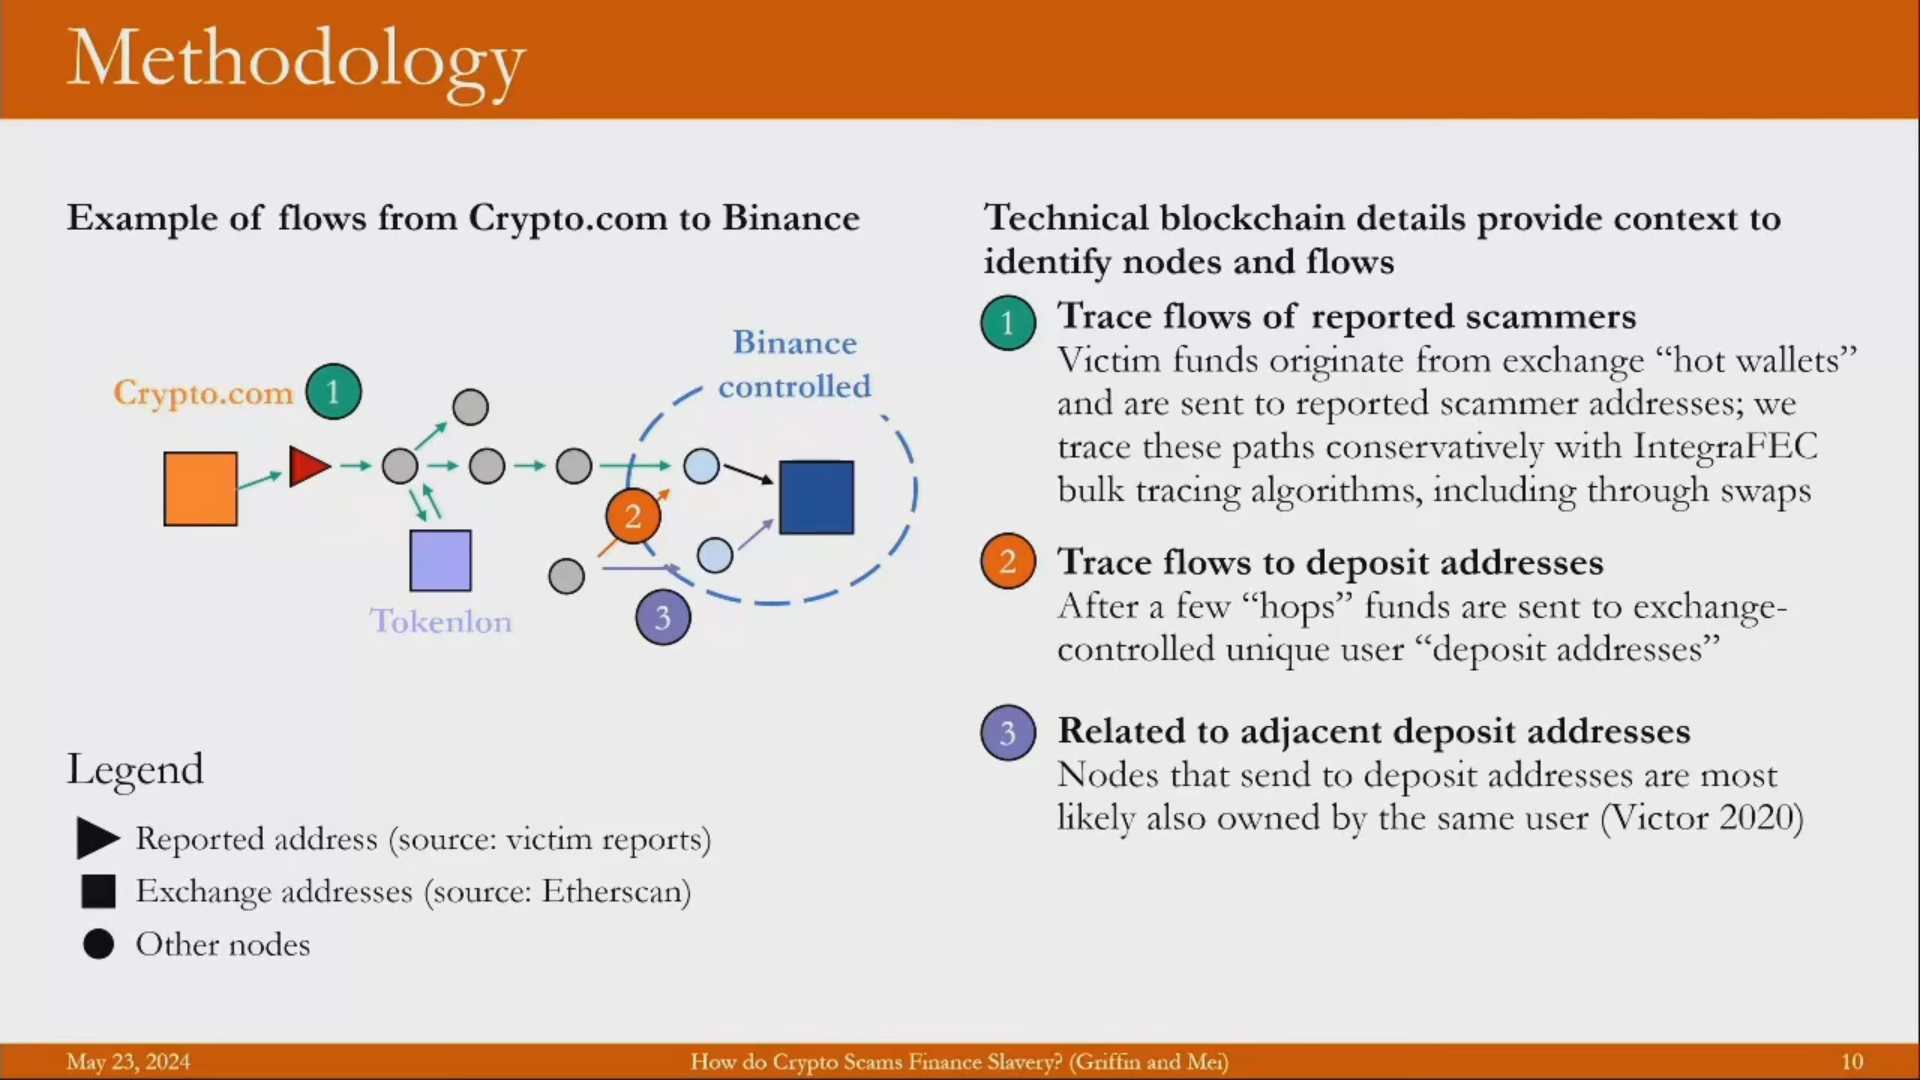 Methodology
Example of flows from Crypto.com to Binance
Crypto.com
1
Binance
controlled
2
3
Tokenlon
Legend
Reported address (source: victim reports)
Exchange addresses (source: Etherscan)
Other nodes
Technical blockchain details provide context to
identify nodes and flows
1
Trace flows of reported scammers
Victim funds originate from exchange “hot wallets”
and are sent to reported scammer addresses; we
trace these paths conservatively with IntegraFEC
bulk tracing algorithms, including through swaps
2
Trace flows to deposit addresses
After a few “hops” funds are sent to exchange-
controlled unique user “deposit addresses”
3
Related to adjacent deposit addresses
Nodes that send to deposit addresses are most
likely also owned by the same user (Victor 2020)
May 23, 2024
How do Crypto Scams Finance Slavery? (Griffin and Mei)
10